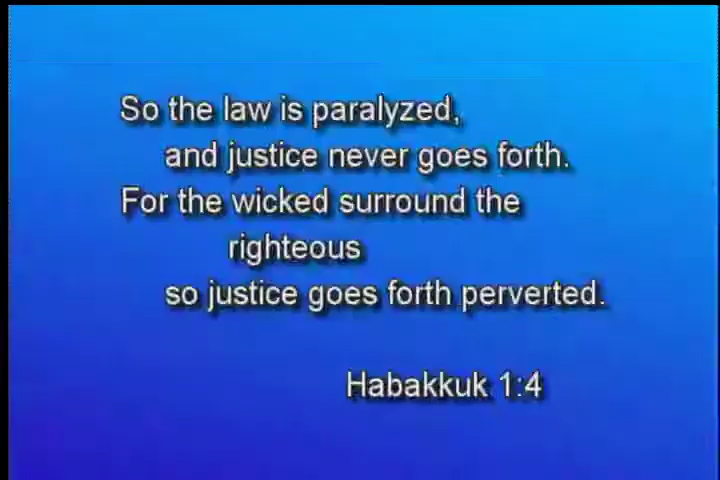 So the law is paralyzed,
and justice never goes forth.
For the wicked surround the
righteous
so justice goes forth perverted.
Habakkuk 1:4